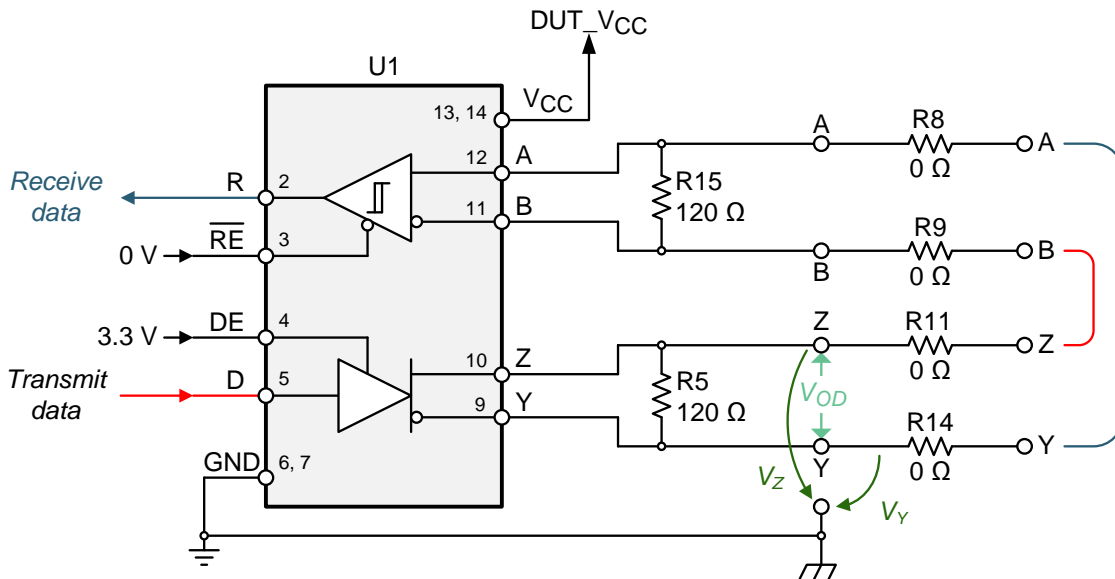 DUT_VCC
U1
13, 14
VCC
A
R8
A
0 Ω
12
A
Receive
data
R
2
R15
120 Ω
11
B
RE
3
0 V
R9
B
B
0 Ω
DE
4
3.3 V
Z
R11
Z
0 Ω
10
Z
Transmit
data
D
5
9
Y
R5
120 Ω
VOD
R14
Y
Y
0 Ω
GND
6, 7
VZ
VY